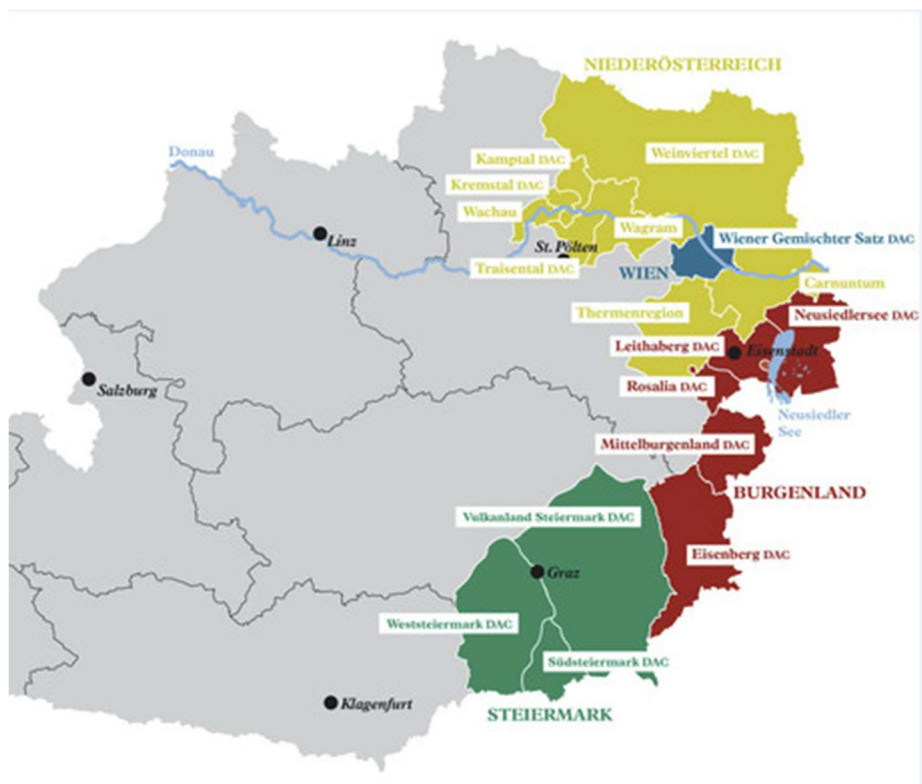 NIEDERÖSTERREICH
Donau
Weinviertel DAC
Kamptal DAC
Kremstal DAC
Wachau
Wagram
Linz
St. Pölten
Wiener Gemischter Satz DAC
Traisental DAC
WIEN
Carnuntum
Thermenregion
Neusiedlersee DAC
Leithaberg DAC
Eisenstadt
Salzburg
Rosalia DAC
Neusiedler
See
Mittelburgenland DAC
BURGENLAND
Vulkanland Steiermark DAC
Eisenberg DAC
Graz
Weststeiermark DAC
Südsteiermark DAC
Klagenfurt
STEIERMARK